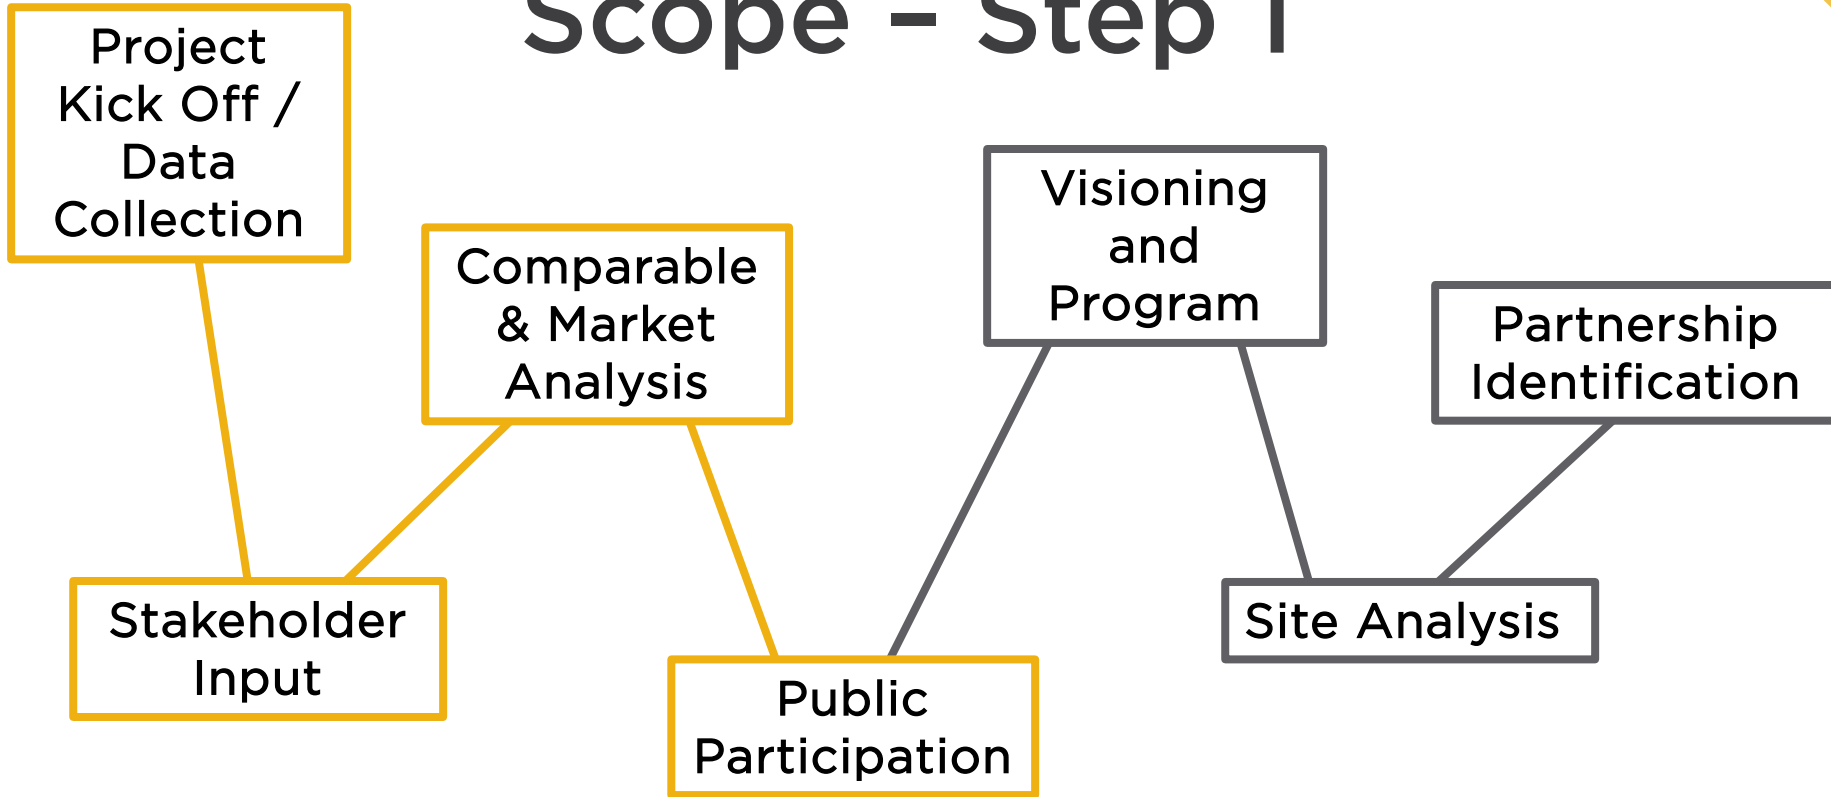 Scope – Step 1
Project
Kick Off /
Data
Collection
Stakeholder
Input
Comparable
& Market
Analysis
Public
Participation
Visioning
and
Program
Site Analysis
Partnership
Identification